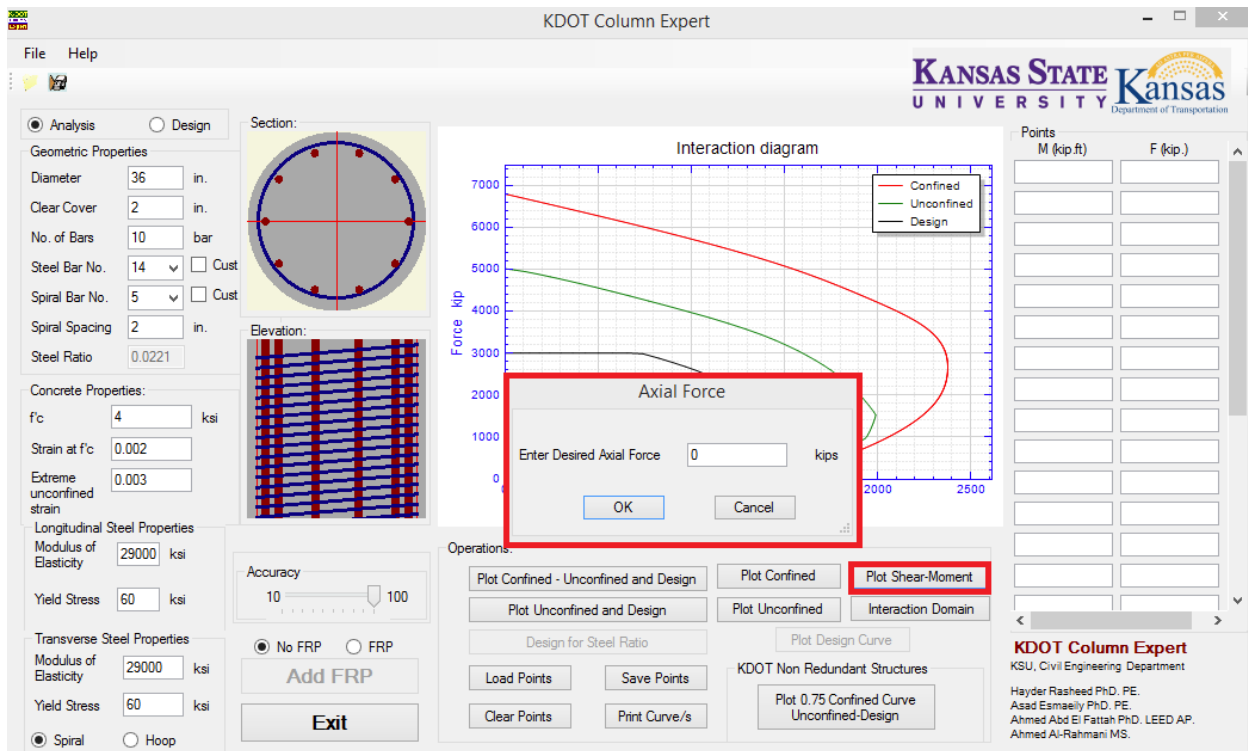 KDOT Column Expert
File Help
KANSAS STATE
UNIVERSITY
Kansas
Department of Transportation
Analysis Design
Geometric Properties
Diameter 36 in.
Clear Cover 2 in.
No. of Bars 10 bar
Steel Bar No. 14 Cust
Spiral Bar No. 5 Cust
Spiral Spacing 2 in.
Steel Ratio 0.0221
Concrete Properties:
f'c 4 ksi
Strain at f'c 0.002
Extreme
unconfined
strain
0.003
Longitudinal Steel Properties
Modulus of
Elasticity
29000 ksi
Yield Stress 60 ksi
Transverse Steel Properties
Modulus of
Elasticity
29000 ksi
Yield Stress 60 ksi
Spiral Hoop
Section:
Elevation:
Accuracy
10 100
No FRP FRP
Add FRP
Exit
Interaction diagram
Confined
Unconfined
Design
Force kip
7000
6000
5000
4000
3000
2000
1000
0
2000 2500
Axial Force
Enter Desired Axial Force 0 kips
OK Cancel
Operations:
Plot Confined - Unconfined and Design Plot Confined Plot Shear-Moment
Plot Unconfined and Design Plot Unconfined Interaction Domain
Design for Steel Ratio Plot Design Curve
Load Points Save Points
Clear Points Print Curve/s
KDOT Non Redundant Structures
Plot 0.75 Confined Curve
Unconfined-Design
Points
M (kip.ft) F (kip.)
KDOT Column Expert
KSU, Civil Engineering Department
Hayder Rasheed PhD. PE.
Asad Esmaeily PhD. PE.
Ahmed Abd El Fattah PhD. LEED AP.
Ahmed Al-Rahmani MS.